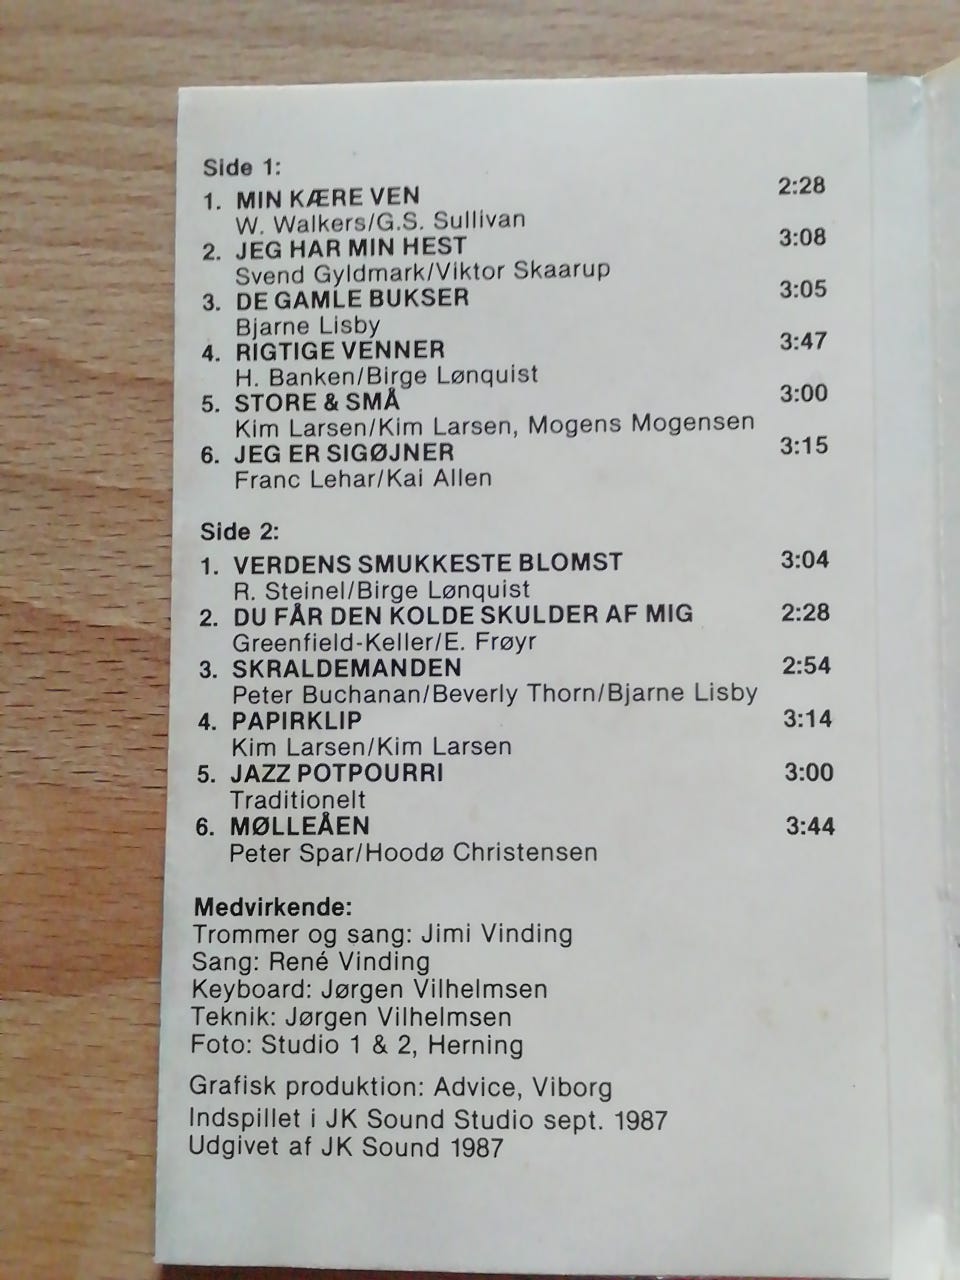 Side 1:
1. MIN KÆRE VEN 2:28
W. Walkers/G.S. Sullivan
2. JEG HAR MIN HEST 3:08
Svend Gyldmark/Viktor Skaarup
3. DE GAMLE BUKSER 3:05
Bjarne Lisby
4. RIGTIGE VENNER 3:47
H. Banken/Birge Lønquist
5. STORE & SMÅ 3:00
Kim Larsen/Kim Larsen, Mogens Mogensen
6. JEG ER SIGØJNER 3:15
Franc Lehar/Kai Allen
Side 2:
1. VERDENS SMUKKESTE BLOMST 3:04
R. Steinel/Birge Lønquist
2. DU FÅR DEN KOLDE SKULDER AF MIG 2:28
Greenfield-Keller/E. Frøyr
3. SKRALDEMANDEN 2:54
Peter Buchanan/Beverly Thorn/Bjarne Lisby
4. PAPIRKLIP 3:14
Kim Larsen/Kim Larsen
5. JAZZ POTPOURRI 3:00
Traditionelt
6. MØLLEÅEN 3:44
Peter Spar/Hoodø Christensen
Medvirkende:
Trommer og sang: Jimi Vinding
Sang: René Vinding
Keyboard: Jørgen Vilhelmsen
Teknik: Jørgen Vilhelmsen
Foto: Studio 1 & 2, Herning
Grafisk produktion: Advice, Viborg
Indspillet i JK Sound Studio sept. 1987
Udgivet af JK Sound 1987